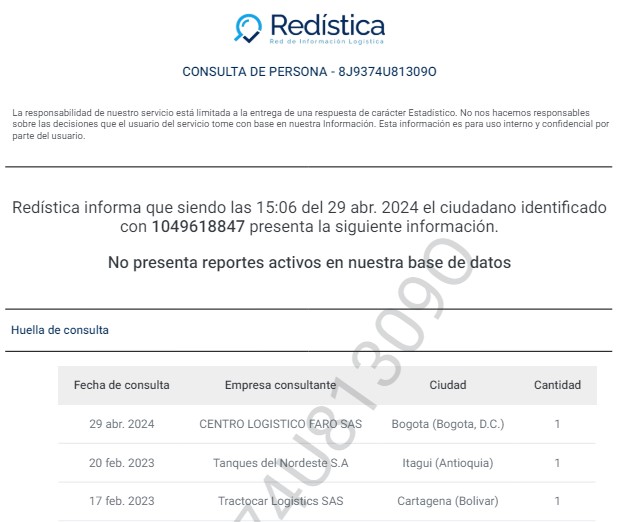 Redística
Red de Información Logística
CONSULTA DE PERSONA - 8J9374U81309O
La responsabilidad de nuestro servicio está limitada a la entrega de una respuesta de carácter Estadístico. No nos hacemos responsables
sobre las decisiones que el usuario del servicio tome con base en nuestra Información. Esta información es para uso interno y confidencial por
parte del usuario.
Redística informa que siendo las 15:06 del 29 abr. 2024 el ciudadano identificado
con 1049618847 presenta la siguiente información.
No presenta reportes activos en nuestra base de datos
Huella de consulta
Fecha de consulta Empresa consultante Ciudad Cantidad
29 abr. 2024 CENTRO LOGISTICO FARO SAS Bogota (Bogota, D.C.) 1
20 feb. 2023 Tanques del Nordeste S.A Itagui (Antioquia) 1
17 feb. 2023 Tractocar Logistics SAS Cartagena (Bolivar) 1
74U81309O